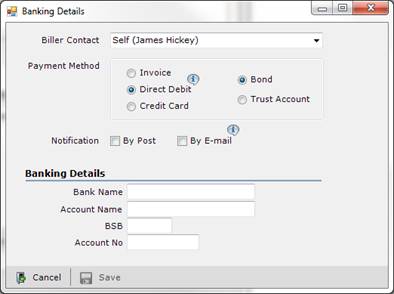 Banking Details
Biller Contact Self (James Hickey)
Payment Method
Invoice
Bond
Direct Debit
Credit Card Trust Account
Notification By Post By E-mail
Banking Details
Bank Name
Account Name
BSB
Account No
Cancel Save